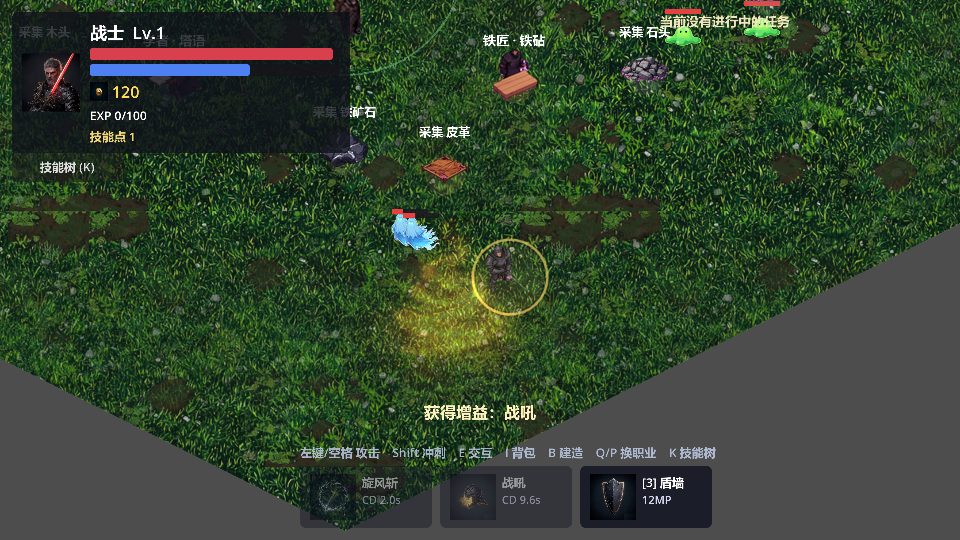 采集 木头
战士 Lv.1
120
EXP 0/100
技能点 1
技能树 (K)
铁匠 · 铁砧
采集 石头
当前没有进行中的任务
矿石
采集 皮革
获得增益：战吼
左键/空格 攻击 Shift 冲刺 E 交互 I 背包 B 建造 Q/P 换职业 K 技能树
旋风斩
CD 2.0s
战吼
CD 9.6s
[3] 盾墙
12MP